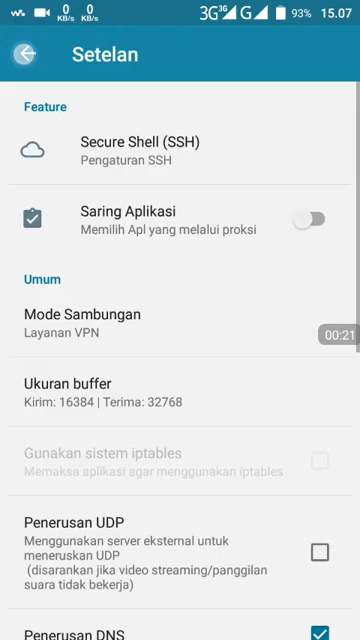 0 KB/s 0 KB/s 3G 3G G 93% 15.07
Setelan
Feature
Secure Shell (SSH)
Pengaturan SSH
Saring Aplikasi
Memilih Apl yang melalui proksi
Umum
Mode Sambungan
Layanan VPN
00:21
Ukuran buffer
Kirim: 16384 | Terima: 32768
Gunakan sistem iptables
Memaksa aplikasi agar menggunakan iptables
Penerusan UDP
Menggunakan server eksternal untuk
meneruskan UDP
(disarankan jika video streaming/panggilan
suara tidak bekerja)
Penerusan DNS